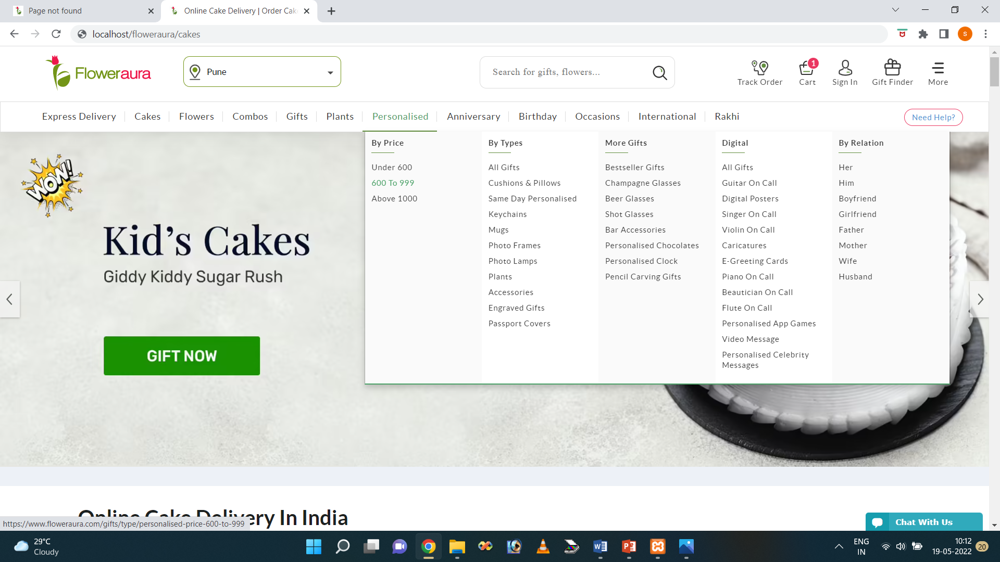 Page not found
Online Cake Delivery | Order Cak
localhost/floweraura/cakes
S
Floweraura
Pune
Search for gifts, flowers...
1
Track Order
Cart
Sign In
Gift Finder
More
Express Delivery
Cakes
Flowers
Combos
Gifts
Plants
Personalised
Anniversary
Birthday
Occasions
International
Rakhi
Need Help?
By Price
Under 600
600 To 999
Above 1000
By Types
All Gifts
Cushions & Pillows
Same Day Personalised
Keychains
Mugs
Photo Frames
Photo Lamps
Plants
Accessories
Engraved Gifts
Passport Covers
More Gifts
Bestseller Gifts
Champagne Glasses
Beer Glasses
Shot Glasses
Bar Accessories
Personalised Chocolates
Personalised Clock
Pencil Carving Gifts
Digital
All Gifts
Guitar On Call
Digital Posters
Singer On Call
Violin On Call
Caricatures
E-Greeting Cards
Piano On Call
Beautician On Call
Flute On Call
Personalised App Games
Video Message
Personalised Celebrity
Messages
By Relation
Her
Him
Boyfriend
Girlfriend
Father
Mother
Wife
Husband
WOW!
Kid's Cakes
Giddy Kiddy Sugar Rush
GIFT NOW
Online Cake Delivery In India
https://www.floweraura.com/gifts/type/personalised-price-600-to-999
Chat With Us
29°C
Cloudy
ENG
IN
10:12
19-05-2022
20